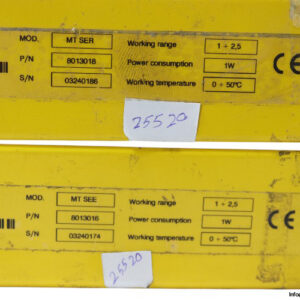 MOD. MT SER Working range 1 ÷ 2,5
P/N 8013018 Power consumption 1W
S/N 03240186 Working temperature 0 ÷ 50°C
CE
25520
MOD. MT SEE Working range 1 ÷ 2,5
P/N 8013016 Power consumption 1W
S/N 03240174 Working temperature 0 ÷ 50°C
CE
25520